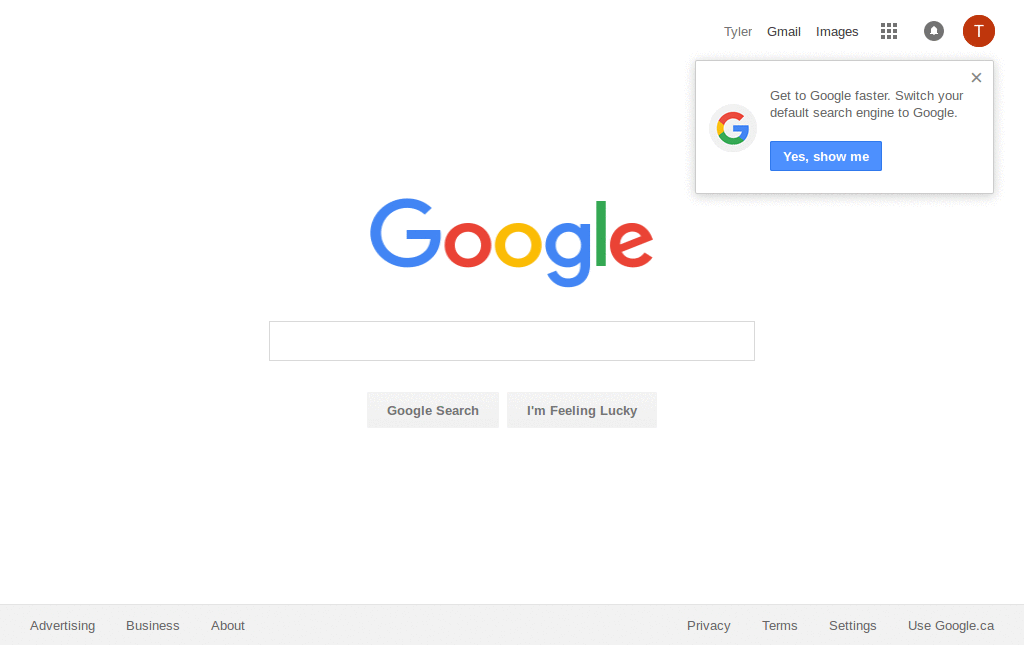 Tyler Gmail Images T
Get to Google faster. Switch your
default search engine to Google.
Yes, show me
Google
Google Search I'm Feeling Lucky
Advertising Business About Privacy Terms Settings Use Google.ca